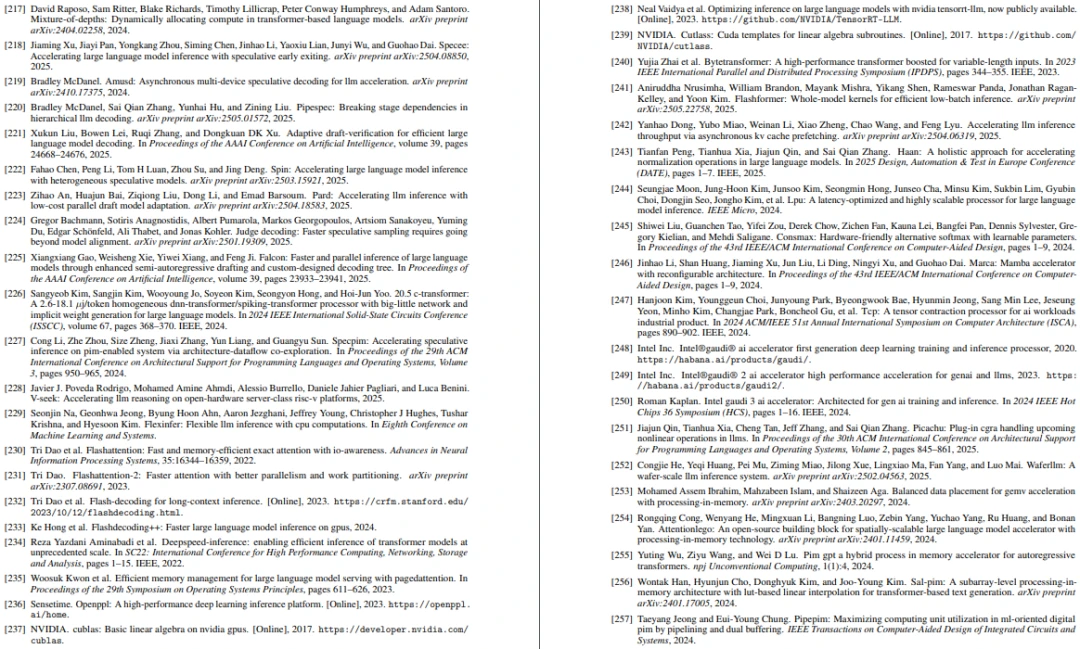 [217] David Raposo, Sam Ritter, Blake Richards, Timothy Lillicrap, Peter Conway Humphreys, and Adam Santoro.
Mixture-of-depths: Dynamically allocating compute in transformer-based language models. arXiv preprint
arXiv:2404.02258, 2024.
[218] Jiaming Xu, Jiayi Pan, Yongkang Zhou, Siming Chen, Jinhao Li, Yaoxiu Lian, Junyi Wu, and Guohao Dai. Specee:
Accelerating large language model inference with speculative early exiting. arXiv preprint arXiv:2504.08850,
2025.
[219] Bradley McDanel. Amusd: Asynchronous multi-device speculative decoding for llm acceleration. arXiv preprint
arXiv:2410.17375, 2024.
[220] Bradley McDanel, Sai Qian Zhang, Yunhai Hu, and Zining Liu. Pipespec: Breaking stage dependencies in
hierarchical llm decoding. arXiv preprint arXiv:2505.01572, 2025.
[221] Xukun Liu, Bowen Lei, Ruqi Zhang, and Dongkuan DK Xu. Adaptive draft-verification for efficient large
language model decoding. In Proceedings of the AAAI Conference on Artificial Intelligence, volume 39, pages
24668–24676, 2025.
[222] Fahao Chen, Peng Li, Tom H Luan, Zhou Su, and Jing Deng. Spin: Accelerating large language model inference
with heterogeneous speculative models. arXiv preprint arXiv:2503.15921, 2025.
[223] Zihao An, Huajun Bai, Ziqiong Liu, Dong Li, and Emad Barsoum. Pard: Accelerating llm inference with
low-cost parallel draft model adaptation. arXiv preprint arXiv:2504.18583, 2025.
[224] Gregor Bachmann, Sotiris Anagnostidis, Albert Pumarola, Markos Georgopoulos, Artsiom Sanakoyeu, Yuming
Du, Edgar Schönfeld, Ali Thabet, and Jonas Kohler. Judge decoding: Faster speculative sampling requires going
beyond model alignment. arXiv preprint arXiv:2501.19309, 2025.
[225] Xiangxiang Gao, Weisheng Xie, Yiwei Xiang, and Feng Ji. Falcon: Faster and parallel inference of large language
models through enhanced semi-autoregressive drafting and custom-designed decoding tree. In Proceedings of
the AAAI Conference on Artificial Intelligence, volume 39, pages 23933–23941, 2025.
[226] Sangyeob Kim, Sangjin Kim, Wooyoung Jo, Soyeon Kim, Seongyon Hong, and Hoi-Jun Yoo. 20.5 c-transformer:
A 2.6-18.1 μj/token homogeneous dnn-transformer/spiking-transformer processor with big-little network and
implicit weight generation for large language models. In 2024 IEEE International Solid-State Circuits Conference
(ISSCC), volume 67, pages 368–370. IEEE, 2024.
[227] Cong Li, Zhe Zhou, Size Zheng, Jiaxi Zhang, Yun Liang, and Guangyu Sun. Specpim: Accelerating speculative
inference on pim-enabled system via architecture-dataflow co-exploration. In Proceedings of the 29th ACM
International Conference on Architectural Support for Programming Languages and Operating Systems, Volume
3, pages 950–965, 2024.
[228] Javier J. Poveda Rodrigo, Mohamed Amine Ahmdi, Alessio Burrello, Daniele Jahier Pagliari, and Luca Benini.
V-seek: Accelerating llm reasoning on open-hardware server-class risc-v platforms, 2025.
[229] Seonjin Na, Geonhwa Jeong, Byung Hoon Ahn, Aaron Jezghani, Jeffrey Young, Christopher J Hughes, Tushar
Krishna, and Hyesoon Kim. Flexinfer: Flexible llm inference with cpu computations. In Eighth Conference on
Machine Learning and Systems.
[230] Tri Dao et al. Flashattention: Fast and memory-efficient exact attention with io-awareness. Advances in Neural
Information Processing Systems, 35:16344–16359, 2022.
[231] Tri Dao. Flashattention-2: Faster attention with better parallelism and work partitioning. arXiv preprint
arXiv:2307.08691, 2023.
[232] Tri Dao et al. Flash-decoding for long-context inference. [Online], 2023. https://crfm.stanford.edu/
2023/10/12/flashdecoding.html.
[233] Ke Hong et al. Flashdecoding++: Faster large language model inference on gpus, 2024.
[234] Reza Yazdani Aminabadi et al. Deepspeed-inference: enabling efficient inference of transformer models at
unprecedented scale. In SC22: International Conference for High Performance Computing, Networking, Storage
and Analysis, pages 1–15. IEEE, 2022.
[235] Woosuk Kwon et al. Efficient memory management for large language model serving with pagedattention. In
Proceedings of the 29th Symposium on Operating Systems Principles, pages 611–626, 2023.
[236] Sensetime. Openppl: A high-performance deep learning inference platform. [Online], 2023. https://openppl.
ai/home.
[237] NVIDIA. cublas: Basic linear algebra on nvidia gpus. [Online], 2017. https://developer.nvidia.com/
cublas.
[238] Neal Vaidya et al. Optimizing inference on large language models with nvidia tensorrt-llm, now publicly available.
[Online], 2023. https://github.com/NVIDIA/TensorRT-LLM.
[239] NVIDIA. Cutlass: Cuda templates for linear algebra subroutines. [Online], 2017. https://github.com/
NVIDIA/cutlass.
[240] Yujia Zhai et al. Bytetransformer: A high-performance transformer boosted for variable-length inputs. In 2023
IEEE International Parallel and Distributed Processing Symposium (IPDPS), pages 344–355. IEEE, 2023.
[241] Aniruddha Nrusimha, William Brandon, Mayank Mishra, Yikang Shen, Rameswar Panda, Jonathan Ragan-
Kelley, and Yoon Kim. Flashformer: Whole-model kernels for efficient low-batch inference. arXiv preprint
arXiv:2505.22758, 2025.
[242] Yanhao Dong, Yubo Miao, Weinan Li, Xiao Zheng, Chao Wang, and Feng Lyu. Accelerating llm inference
throughput via asynchronous kv cache prefetching. arXiv preprint arXiv:2504.06319, 2025.
[243] Tianfan Peng, Tianhua Xia, Jiajun Qin, and Sai Qian Zhang. Haan: A holistic approach for accelerating
normalization operations in large language models. In 2025 Design, Automation & Test in Europe Conference
(DATE), pages 1–7. IEEE, 2025.
[244] Seungjae Moon, Jung-Hoon Kim, Junsoo Kim, Seongmin Hong, Junseo Cha, Minsu Kim, Sukbin Lim, Gyubin
Choi, Dongjin Seo, Jongho Kim, et al. Lpu: A latency-optimized and highly scalable processor for large language
model inference. IEEE Micro, 2024.
[245] Shiwei Liu, Guanchen Tao, Yifei Zou, Derek Chow, Zichen Fan, Kauna Lei, Bangfei Pan, Dennis Sylvester, Gre-
gory Kielian, and Mehdi Saligane. Consmax: Hardware-friendly alternative softmax with learnable parameters.
In Proceedings of the 43rd IEEE/ACM International Conference on Computer-Aided Design, pages 1–9, 2024.
[246] Jinhao Li, Shan Huang, Jiaming Xu, Jun Liu, Li Ding, Ningyi Xu, and Guohao Dai. Marca: Mamba accelerator
with reconfigurable architecture. In Proceedings of the 43rd IEEE/ACM International Conference on Computer-
Aided Design, pages 1–9, 2024.
[247] Hanjoon Kim, Younggeun Choi, Junyoung Park, Byeongwook Bae, Hyunmin Jeong, Sang Min Lee, Jeseung
Yeon, Minho Kim, Changjae Park, Boncheol Gu, et al. Tcp: A tensor contraction processor for ai workloads
industrial product. In 2024 ACM/IEEE 51st Annual International Symposium on Computer Architecture (ISCA),
pages 890–902. IEEE, 2024.
[248] Intel Inc. Intel®gaudi® ai accelerator first generation deep learning training and inference processor, 2020.
https://habana.ai/products/gaudi/.
[249] Intel Inc. Intel®gaudi® 2 ai accelerator high performance acceleration for genai and llms, 2023. https:
//habana.ai/products/gaudi2/.
[250] Roman Kaplan. Intel gaudi 3 ai accelerator: Architected for gen ai training and inference. In 2024 IEEE Hot
Chips 36 Symposium (HCS), pages 1–16. IEEE, 2024.
[251] Jiajun Qin, Tianhua Xia, Cheng Tan, Jeff Zhang, and Sai Qian Zhang. Picachu: Plug-in cgra handling upcoming
nonlinear operations in llms. In Proceedings of the 30th ACM International Conference on Architectural Support
for Programming Languages and Operating Systems, Volume 2, pages 845–861, 2025.
[252] Congjie He, Yeqi Huang, Pei Mu, Ziming Miao, Jilong Xue, Lingxiao Ma, Fan Yang, and Luo Mai. Waferllm: A
wafer-scale llm inference system. arXiv preprint arXiv:2502.04563, 2025.
[253] Mohamed Assem Ibrahim, Mahzabeen Islam, and Shaizeen Aga. Balanced data placement for gemv acceleration
with processing-in-memory. arXiv preprint arXiv:2403.20297, 2024.
[254] Rongqing Cong, Wenyang He, Mingxuan Li, Bangning Luo, Zebin Yang, Yuchao Yang, Ru Huang, and Bonan
Yan. Attentionlego: An open-source building block for spatially-scalable large language model accelerator with
processing-in-memory technology. arXiv preprint arXiv:2401.11459, 2024.
[255] Yuting Wu, Ziyu Wang, and Wei D Lu. Pim gpt a hybrid process in memory accelerator for autoregressive
transformers. npj Unconventional Computing, 1(1):4, 2024.
[256] Wontak Han, Hyunjun Cho, Donghyuk Kim, and Joo-Young Kim. Sal-pim: A subarray-level processing-in-
memory architecture with lut-based linear interpolation for transformer-based text generation. arXiv preprint
arXiv:2401.17005, 2024.
[257] Taeyang Jeong and Eui-Young Chung. Pipepim: Maximizing computing unit utilization in ml-oriented digital
pim by pipelining and dual buffering. IEEE Transactions on Computer-Aided Design of Integrated Circuits and
Systems, 2024.